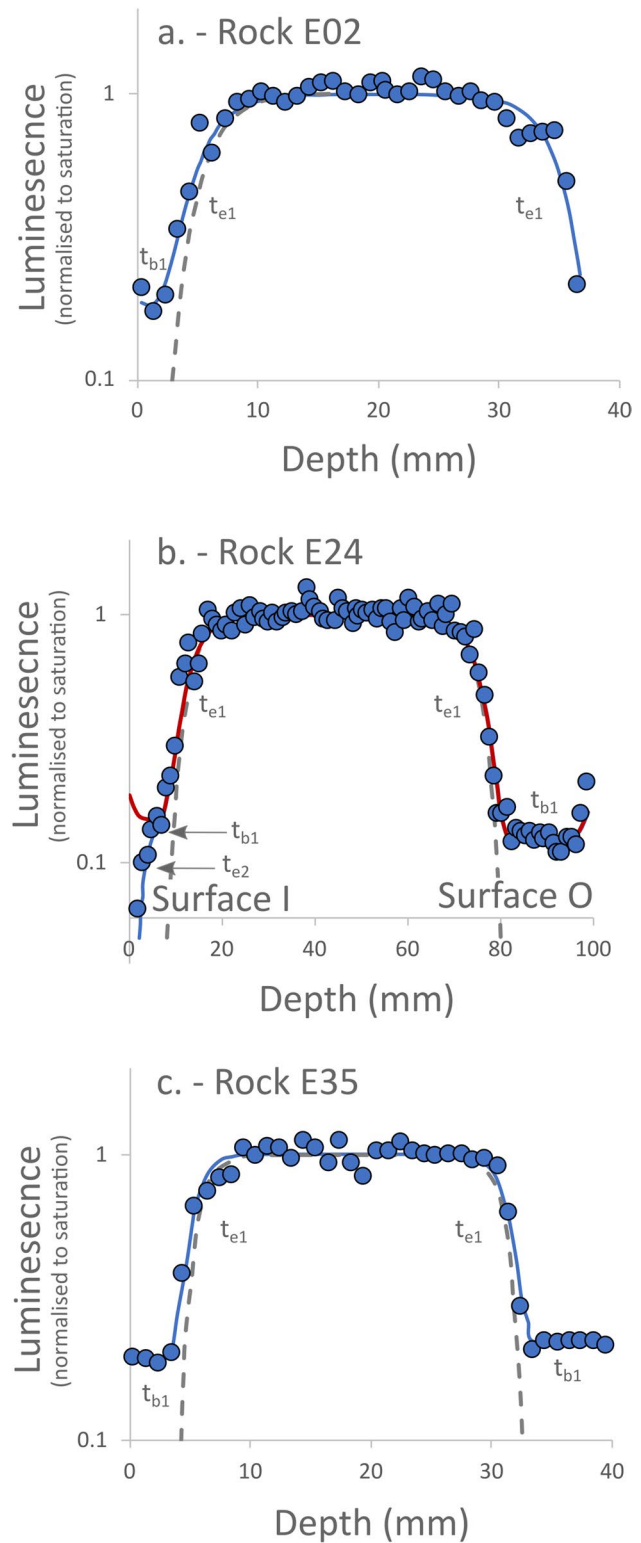 a. - Rock E02
Luminesecnce
(normalised to saturation)
1
0.1
t_b1
t_e1
t_e1
0 10 20 30 40
Depth (mm)
b. - Rock E24
Luminesecnce
(normalised to saturation)
1
0.1
t_e1
t_e1
t_b1
t_b1
t_e2
Surface I
Surface O
0 20 40 60 80 100
Depth (mm)
c. - Rock E35
Luminesecnce
(normalised to saturation)
1
0.1
t_e1
t_e1
t_b1
t_b1
0 10 20 30 40
Depth (mm)